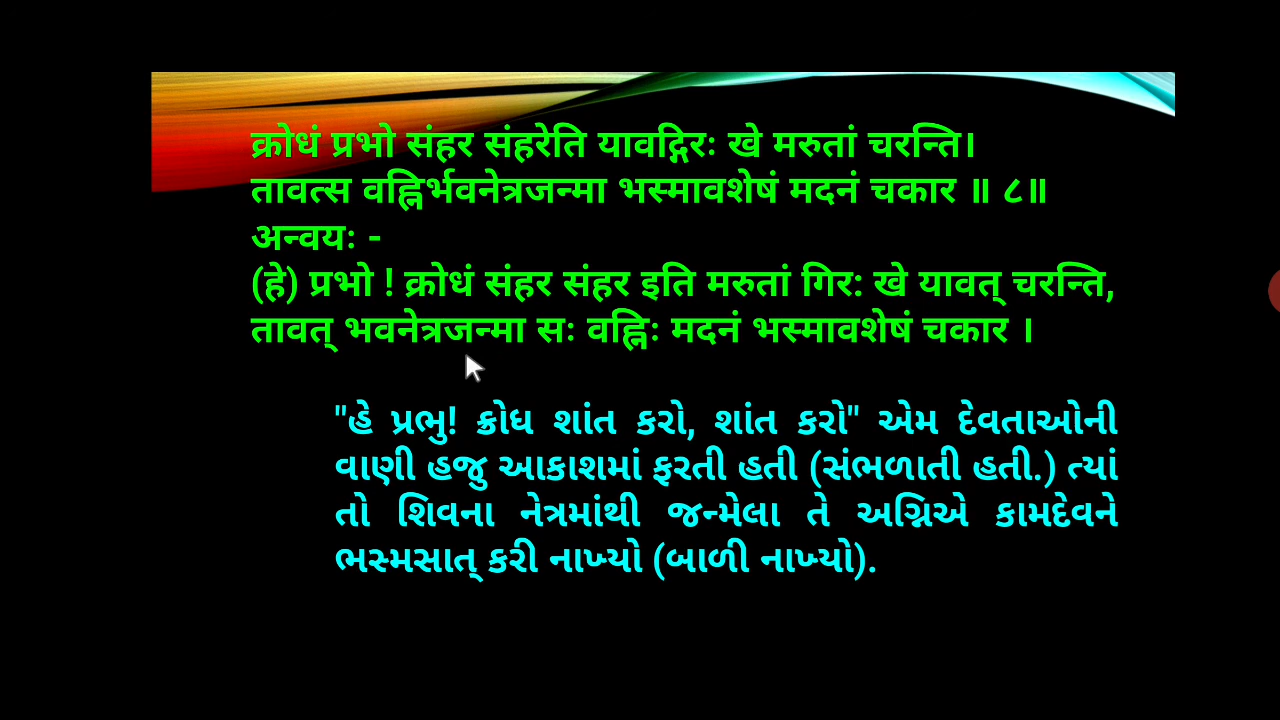 क्रोधं प्रभो संहर संहरेति यावद्गिरः खे मरुतां चरन्ति।
तावत्स वह्निर्भवनेत्रजन्मा भस्मावशेषं मदनं चकार ॥ ८॥
अन्वयः -
(हे) प्रभो ! क्रोधं संहर संहर इति मरुतां गिर: खे यावत् चरन्ति,
तावत् भवनेत्रजन्मा सः वह्निः मदनं भस्मावशेषं चकार ।
"હે પ્રભુ! ક્રોધ શાંત કરો, શાંત કરો" એમ દેવતાઓની
વાણી હજુ આકાશમાં ફરતી હતી (સંભળાતી હતી.) ત્યાં
તો શિવના નેત્રમાંથી જન્મેલા તે અગ્નિએ કામદેવને
ભસ્મસાત્ કરી નાખ્યો (બાળી નાખ્યો).